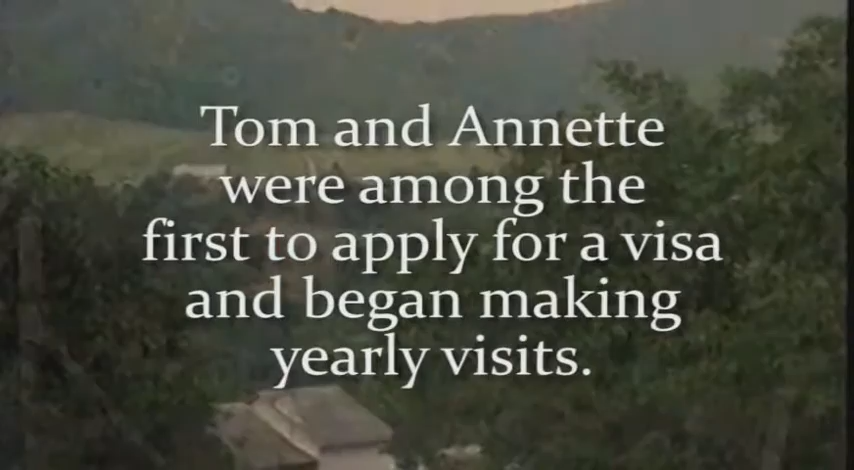 Tom and Annette
were among the
first to apply for a visa
and began making
yearly visits.